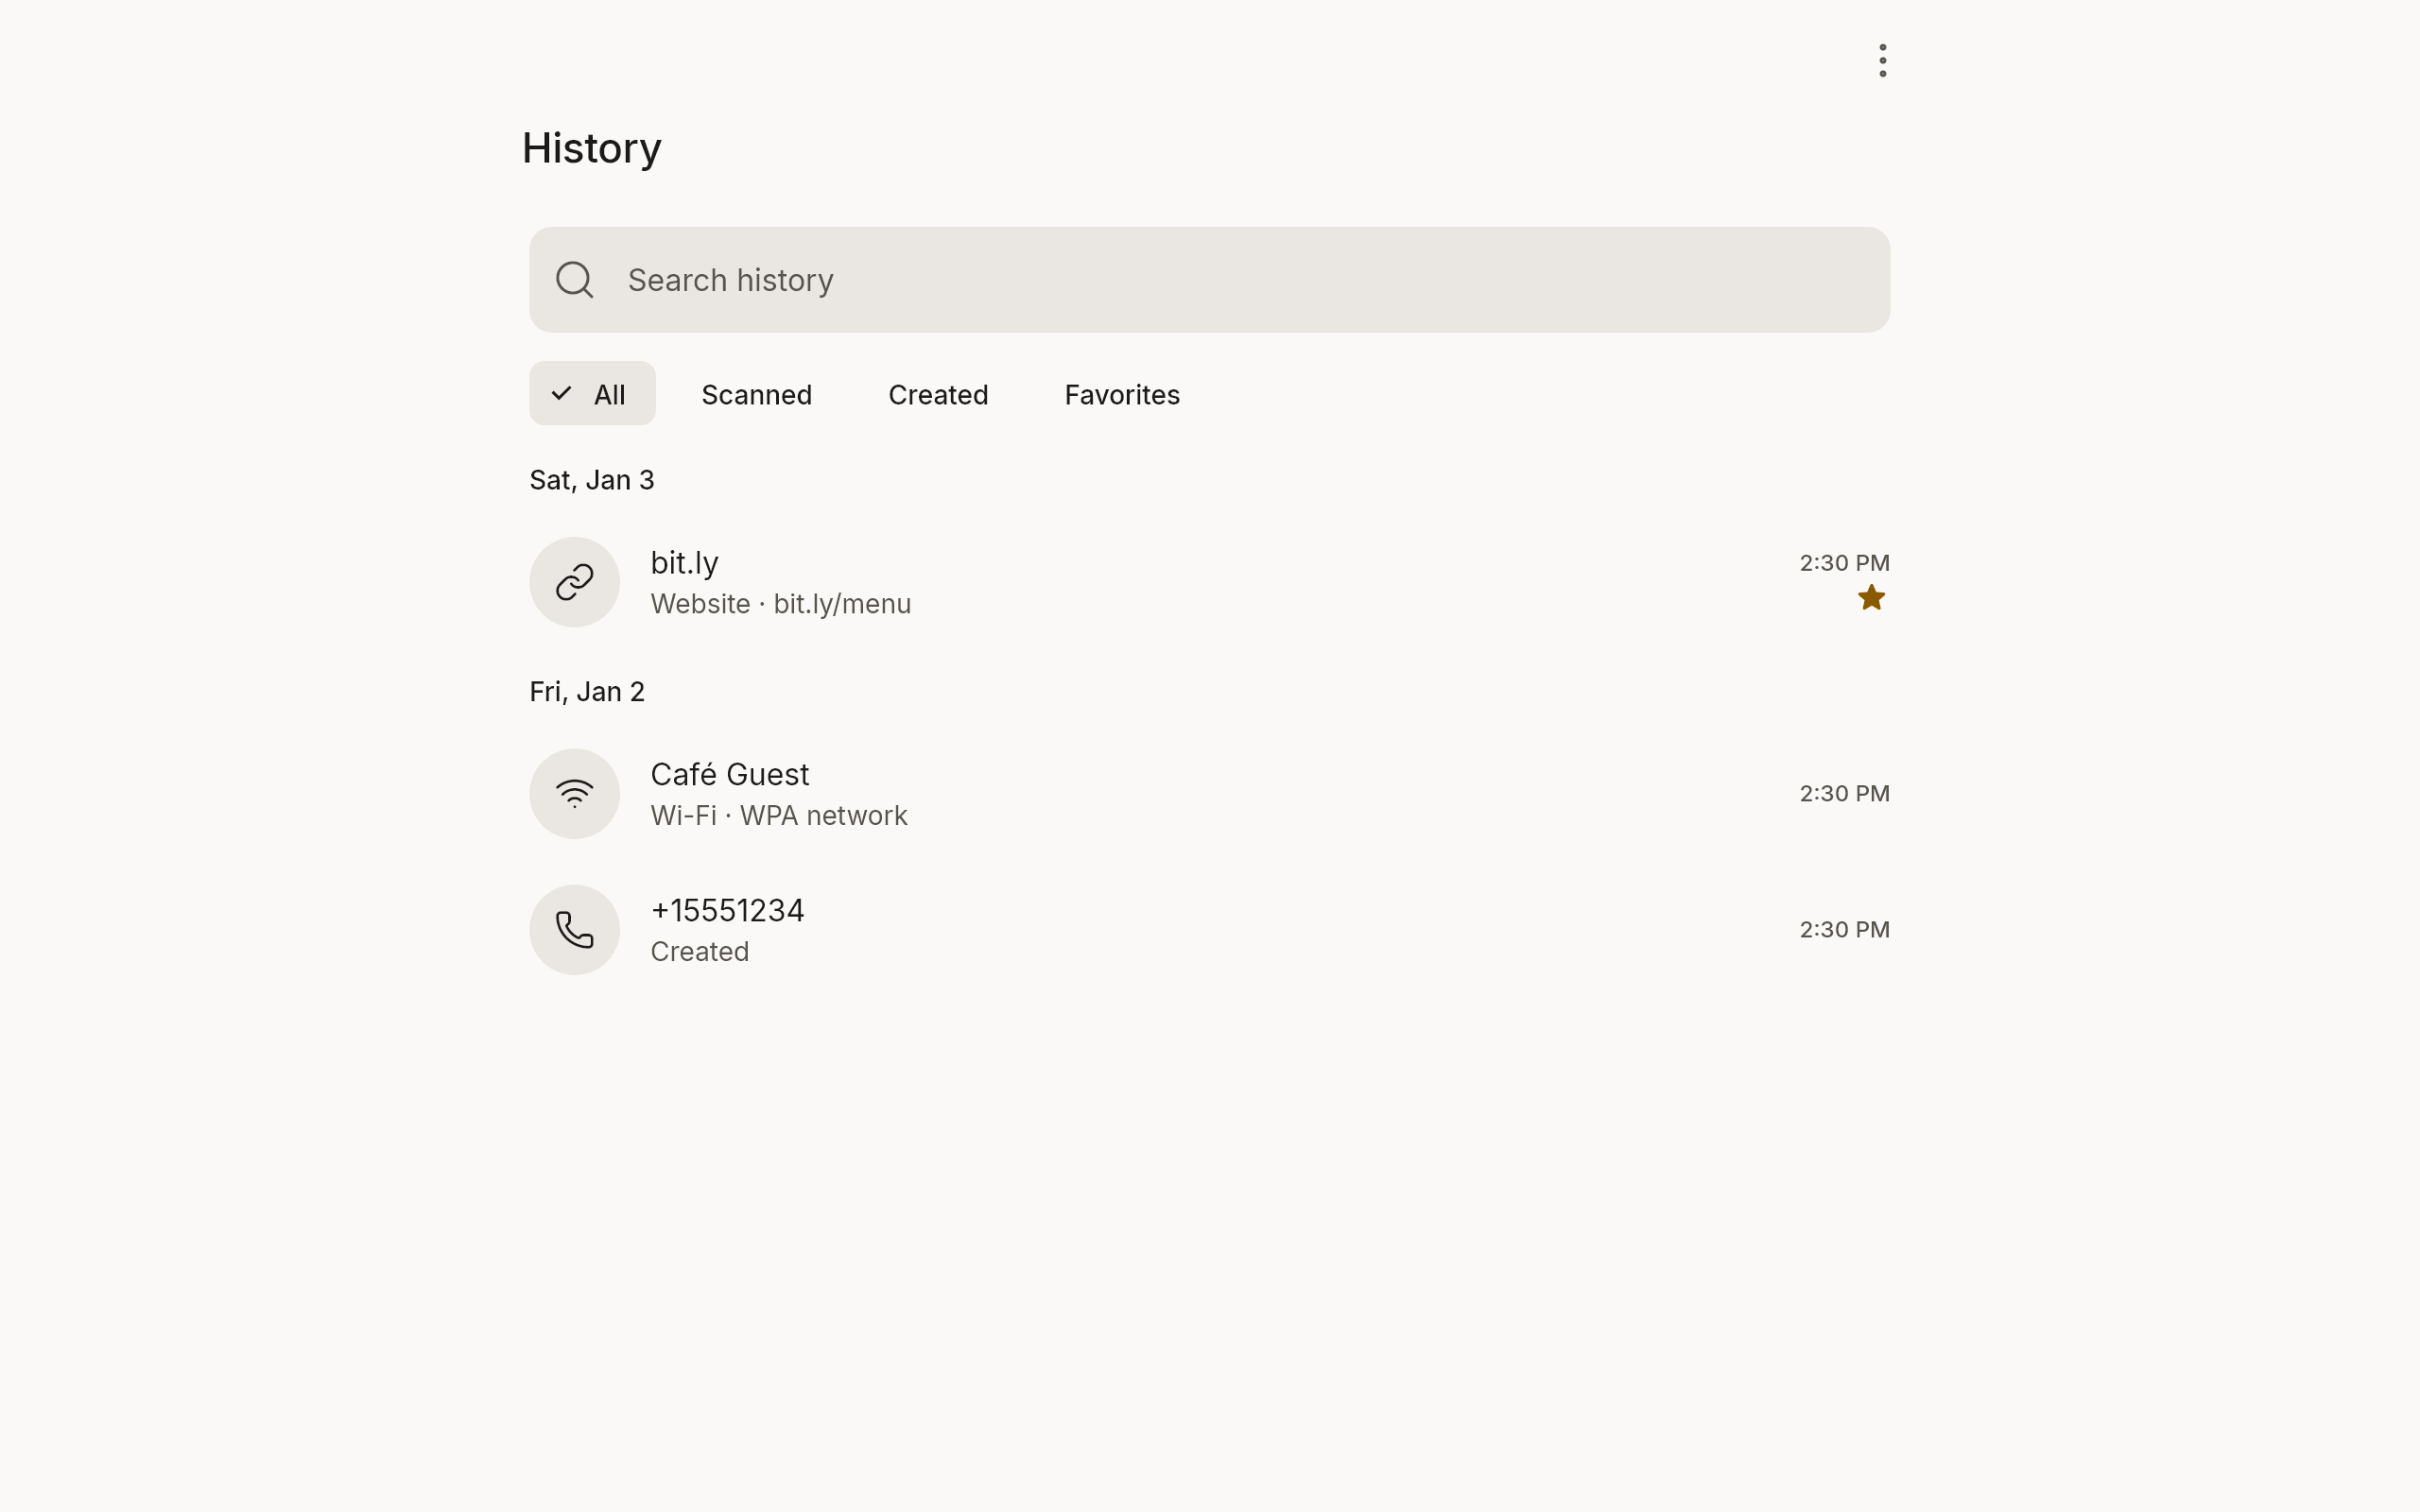 History
Search history
All Scanned Created Favorites
Sat, Jan 3
bit.ly 2:30 PM
Website · bit.ly/menu
Fri, Jan 2
Café Guest
Wi-Fi · WPA network 2:30 PM
+15551234
Created 2:30 PM